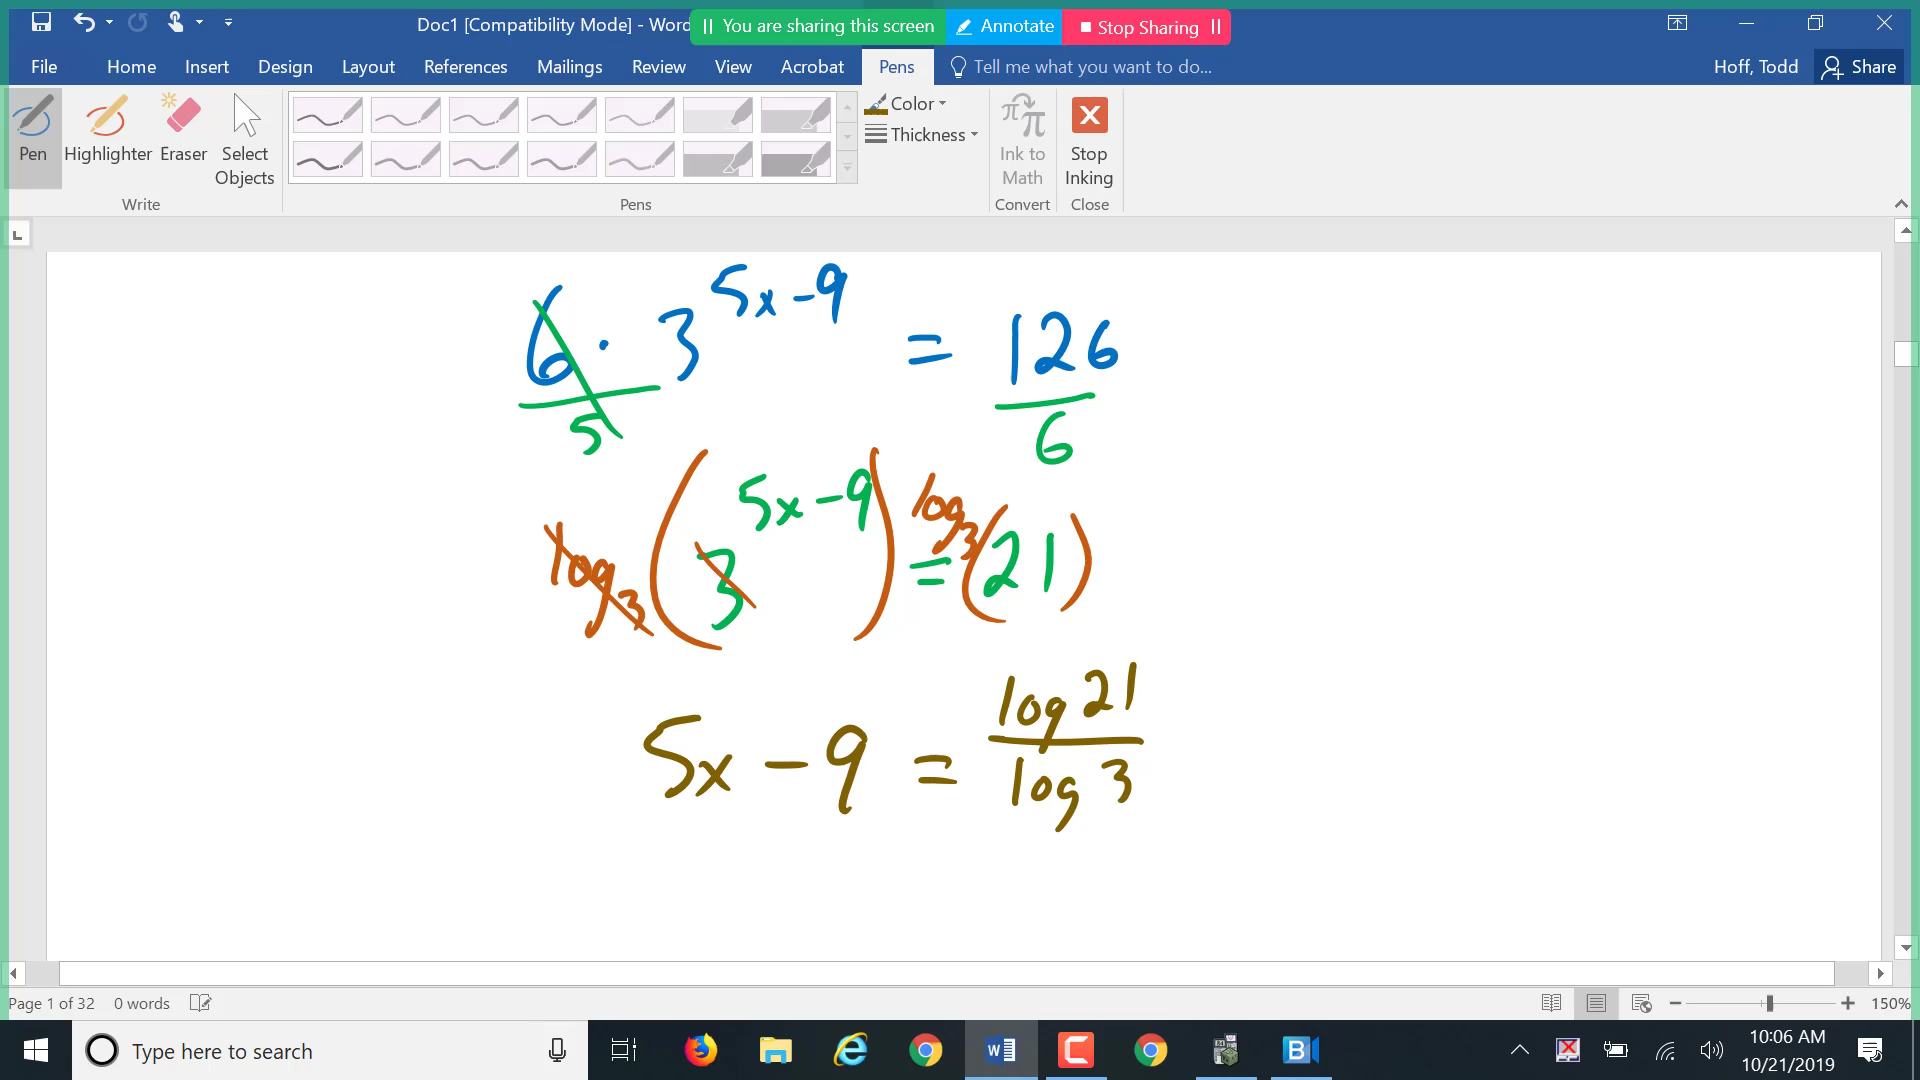 Doc1 [Compatibility Mode] - Word
You are sharing this screen
Annotate
Stop Sharing
File Home Insert Design Layout References Mailings Review View Acrobat Pens Tell me what you want to do... Hoff, Todd Share
Pen Highlighter Eraser Select Objects
Color
Thickness
Ink to Math
Stop Inking
Write Pens Convert Close
6 · 3^(5x-9) = 126
5 6
log₃ (3^(5x-9)) = log₃ (21)
5x - 9 = log 21 / log 3
Page 1 of 32 0 words 150%
Type here to search
10:06 AM
10/21/2019